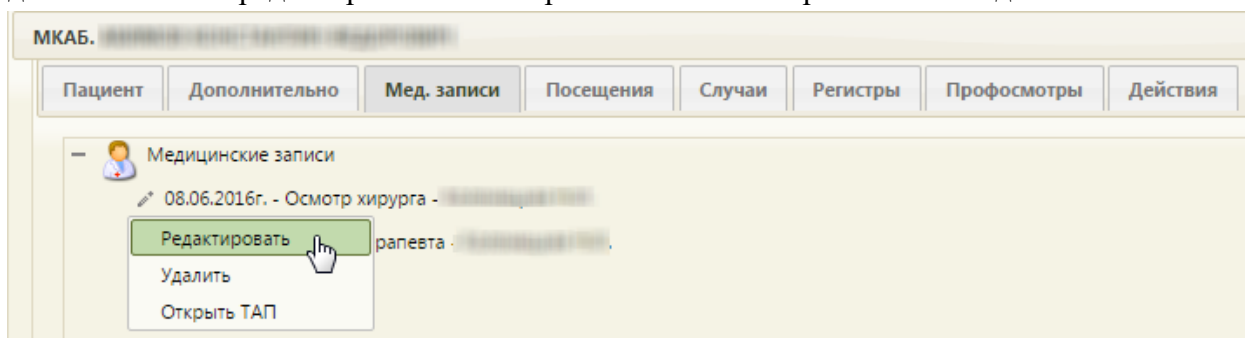 МКАБ.
Пациент Дополнительно Мед. записи Посещения Случаи Регистры Профосмотры Действия
Медицинские записи
08.06.2016г. - Осмотр хирурга -
Редактировать рапевта - .
Удалить
Открыть ТАП